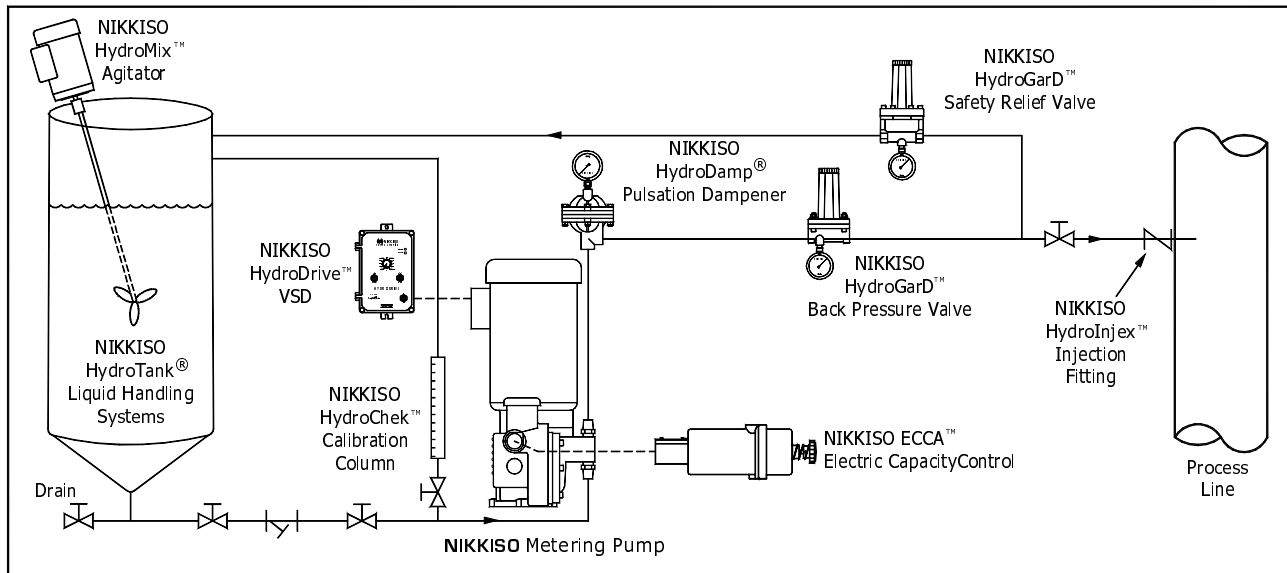 NIKKISO
HydroMix™
Agitator
NIKKISO
HydroGarD™
Safety Relief Valve
NIKKISO
HydroDamp®
Pulsation Dampener
NIKKISO
HydroDrive™
VSD
NIKKISO
HydroGarD™
Back Pressure Valve
NIKKISO
HydroInjex™
Injection
Fitting
NIKKISO
HydroTank®
Liquid Handling
Systems
NIKKISO
HydroChek™
Calibration
Column
NIKKISO ECCA™
Electric CapacityControl
Process
Line
Drain
NIKKISO Metering Pump